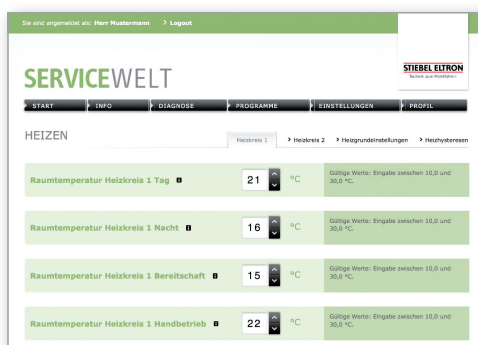 Sie sind angemeldet als: Herr Mustermann > Logout
STIEBEL ELTRON
Technik zum Wohlfühlen
SERVICEWELT
START INFO DIAGNOSE PROGRAMME EINSTELLUNGEN PROFIL
HEIZEN
Heizkreis 1 > Heizkreis 2 > Heizgrundeinstellungen > Heizhysteresen
Raumtemperatur Heizkreis 1 Tag i 21 °C Gültige Werte: Eingabe zwischen 10,0 und
30,0 °C.
Raumtemperatur Heizkreis 1 Nacht i 16 °C Gültige Werte: Eingabe zwischen 10,0 und
30,0 °C.
Raumtemperatur Heizkreis 1 Bereitschaft i 15 °C Gültige Werte: Eingabe zwischen 10,0 und
30,0 °C.
Raumtemperatur Heizkreis 1 Handbetrieb i 22 °C Gültige Werte: Eingabe zwischen 10,0 und
30,0 °C.